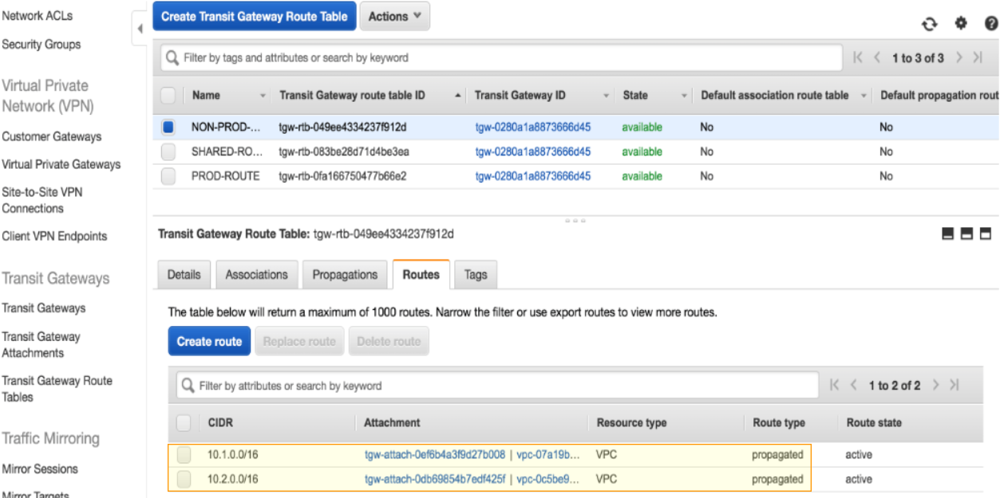 Network ACLs
Security Groups
Virtual Private
Network (VPN)
Customer Gateways
Virtual Private Gateways
Site-to-Site VPN
Connections
Client VPN Endpoints
Transit Gateways
Transit Gateways
Transit Gateway
Attachments
Transit Gateway Route
Tables
Traffic Mirroring
Mirror Sessions
Mirror Targets
Create Transit Gateway Route Table Actions
Filter by tags and attributes or search by keyword 1 to 3 of 3
Name Transit Gateway route table ID Transit Gateway ID State Default association route table Default propagation rout
NON-PROD-... tgw-rtb-049ee4334237f912d tgw-0280a1a8873666d45 available No No
SHARED-RO... tgw-rtb-083be28d71d4be3ea tgw-0280a1a8873666d45 available No No
PROD-ROUTE tgw-rtb-0fa166750477b66e2 tgw-0280a1a8873666d45 available No No
Transit Gateway Route Table: tgw-rtb-049ee4334237f912d
Details Associations Propagations Routes Tags
The table below will return a maximum of 1000 routes. Narrow the filter or use export routes to view more routes.
Create route Replace route Delete route
Filter by attributes or search by keyword 1 to 2 of 2
CIDR Attachment Resource type Route type Route state
10.1.0.0/16 tgw-attach-0ef6b4a3f9d27b008 | vpc-07a19b... VPC propagated active
10.2.0.0/16 tgw-attach-0db69854b7edf425f | vpc-0c5be9... VPC propagated active